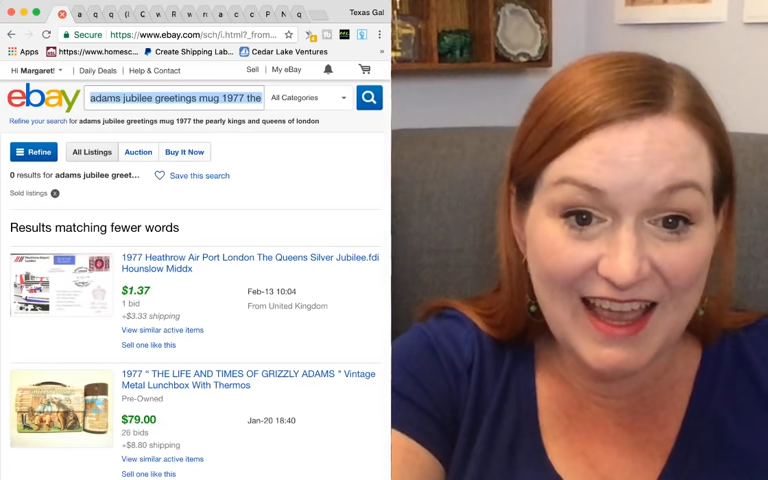 a q q ( C w R w n a c c P N q
Texas Gal
Secure https://www.ebay.com/sch/i.html?_from...
Apps https://www.homesc... Create Shipping Lab... Cedar Lake Ventures »
Hi Margaret! Daily Deals Help & Contact Sell My eBay
ebay adams jubilee greetings mug 1977 the All Categories
Refine your search for adams jubilee greetings mug 1977 the pearly kings and queens of london
Refine All Listings Auction Buy It Now
0 results for adams jubilee greet... Save this search
Sold listings
Results matching fewer words
1977 Heathrow Air Port London The Queens Silver Jubilee.fdi
Hounslow Middx
$1.37 Feb-13 10:04
1 bid From United Kingdom
+$3.33 shipping
View similar active items
Sell one like this
1977 " THE LIFE AND TIMES OF GRIZZLY ADAMS " Vintage
Metal Lunchbox With Thermos
Pre-Owned
$79.00 Jan-20 18:40
26 bids
+$8.80 shipping
View similar active items
Sell one like this